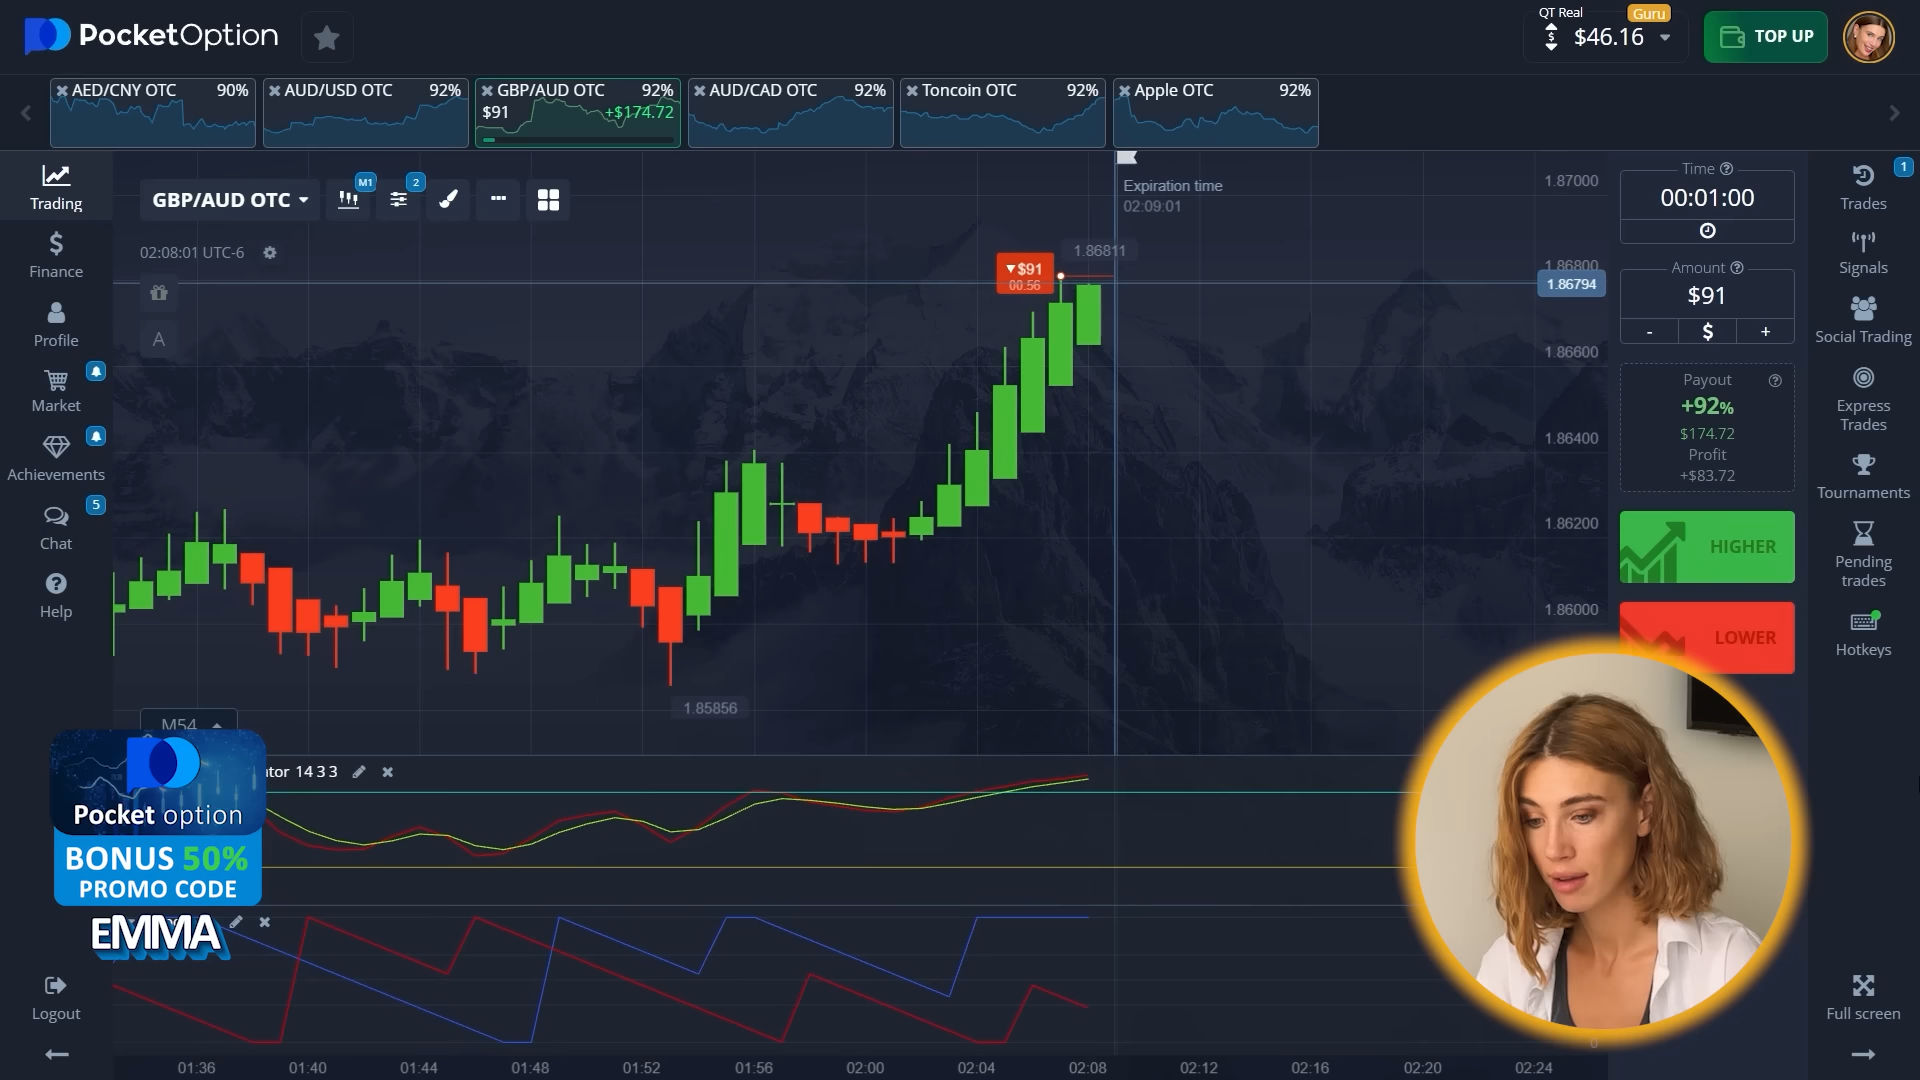 PocketOption
QT Real
Guru
$
$46.16
TOP UP
AED/CNY OTC 90%
AUD/USD OTC 92%
GBP/AUD OTC 92%
$91 +$174.72
AUD/CAD OTC 92%
Toncoin OTC 92%
Apple OTC 92%
Trading
Finance
Profile
Market
Achievements
5
Chat
Help
Logout
GBP/AUD OTC
M1
2
02:08:01 UTC-6
A
Expiration time
02:09:01
$91
00:56
1.86811
1.85856
1.87000
1.86800
1.86794
1.86600
1.86400
1.86200
1.86000
M54
ator 14 3 3
Pocket option
BONUS 50%
PROMO CODE
EMMA
0
01:36 01:40 01:44 01:48 01:52 01:56 02:00 02:04 02:08 02:12 02:16 02:20 02:24
Time
00:01:00
Amount
$91
- $ +
Payout
+92%
$174.72
Profit
+$83.72
HIGHER
LOWER
1
Trades
Signals
Social Trading
Express
Trades
Tournaments
Pending
trades
Hotkeys
Full screen